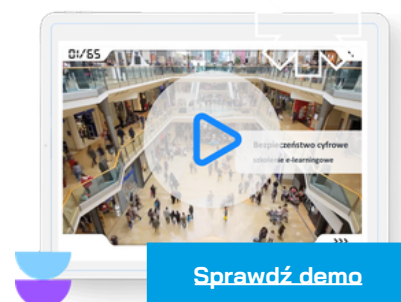 01/65
Bezpieczeństwo cyfrowe
szkolenie e-learningowe
>>>
Sprawdź demo